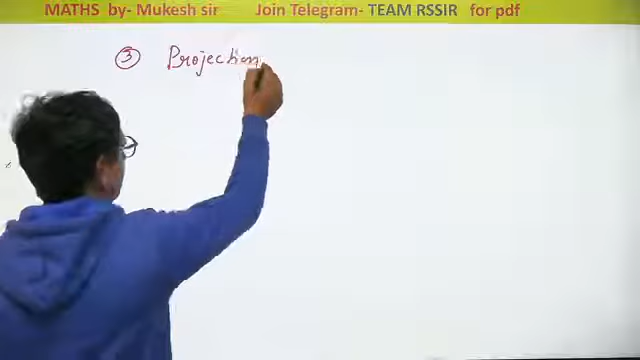 MATHS by- Mukesh sir Join Telegram- TEAM RSSIR for pdf
③ Projection